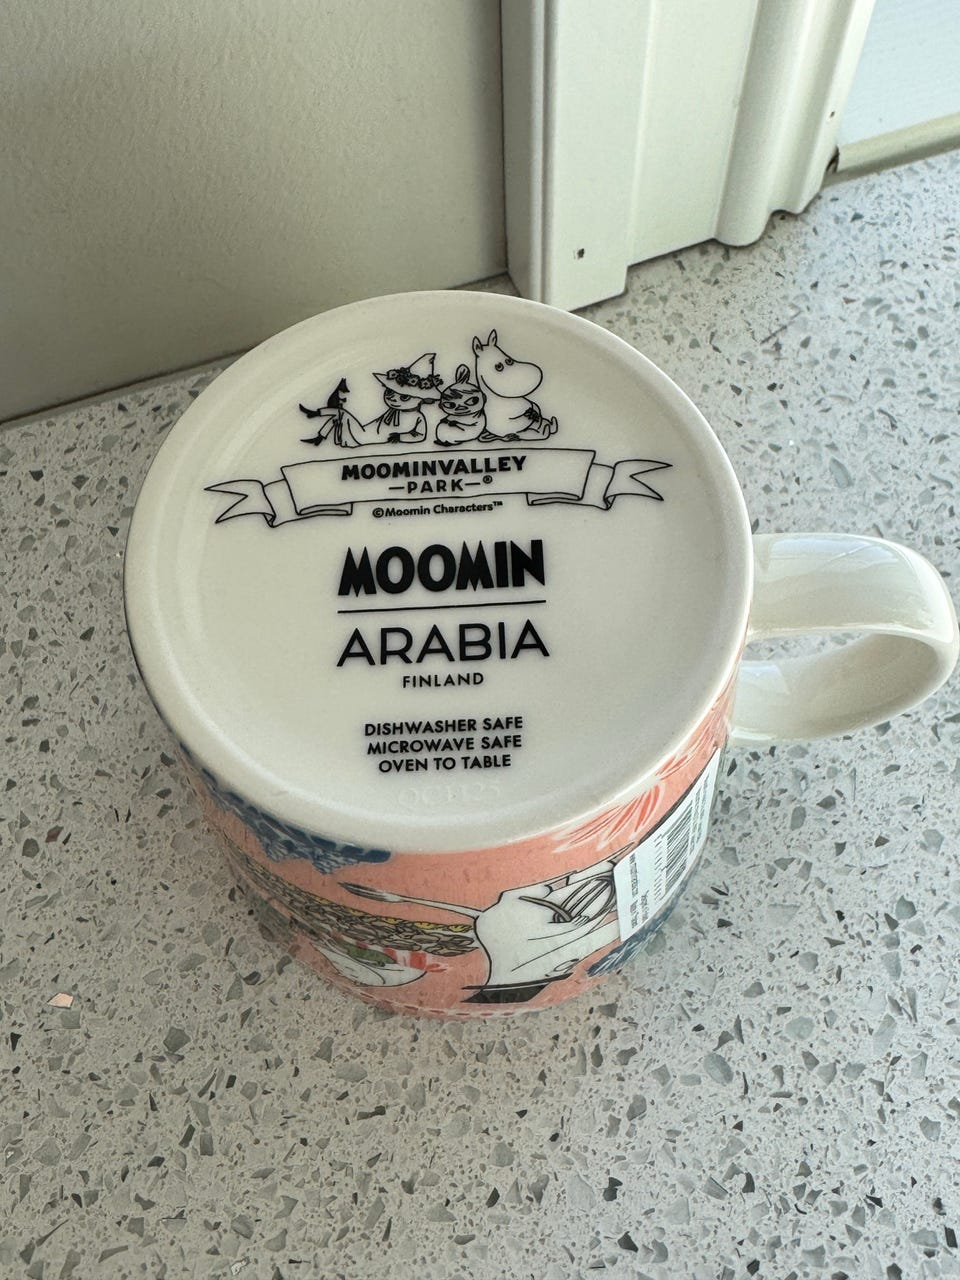 MOOMINVALLEY
—PARK—®
©Moomin Characters™
MOOMIN
ARABIA
FINLAND
DISHWASHER SAFE
MICROWAVE SAFE
OVEN TO TABLE